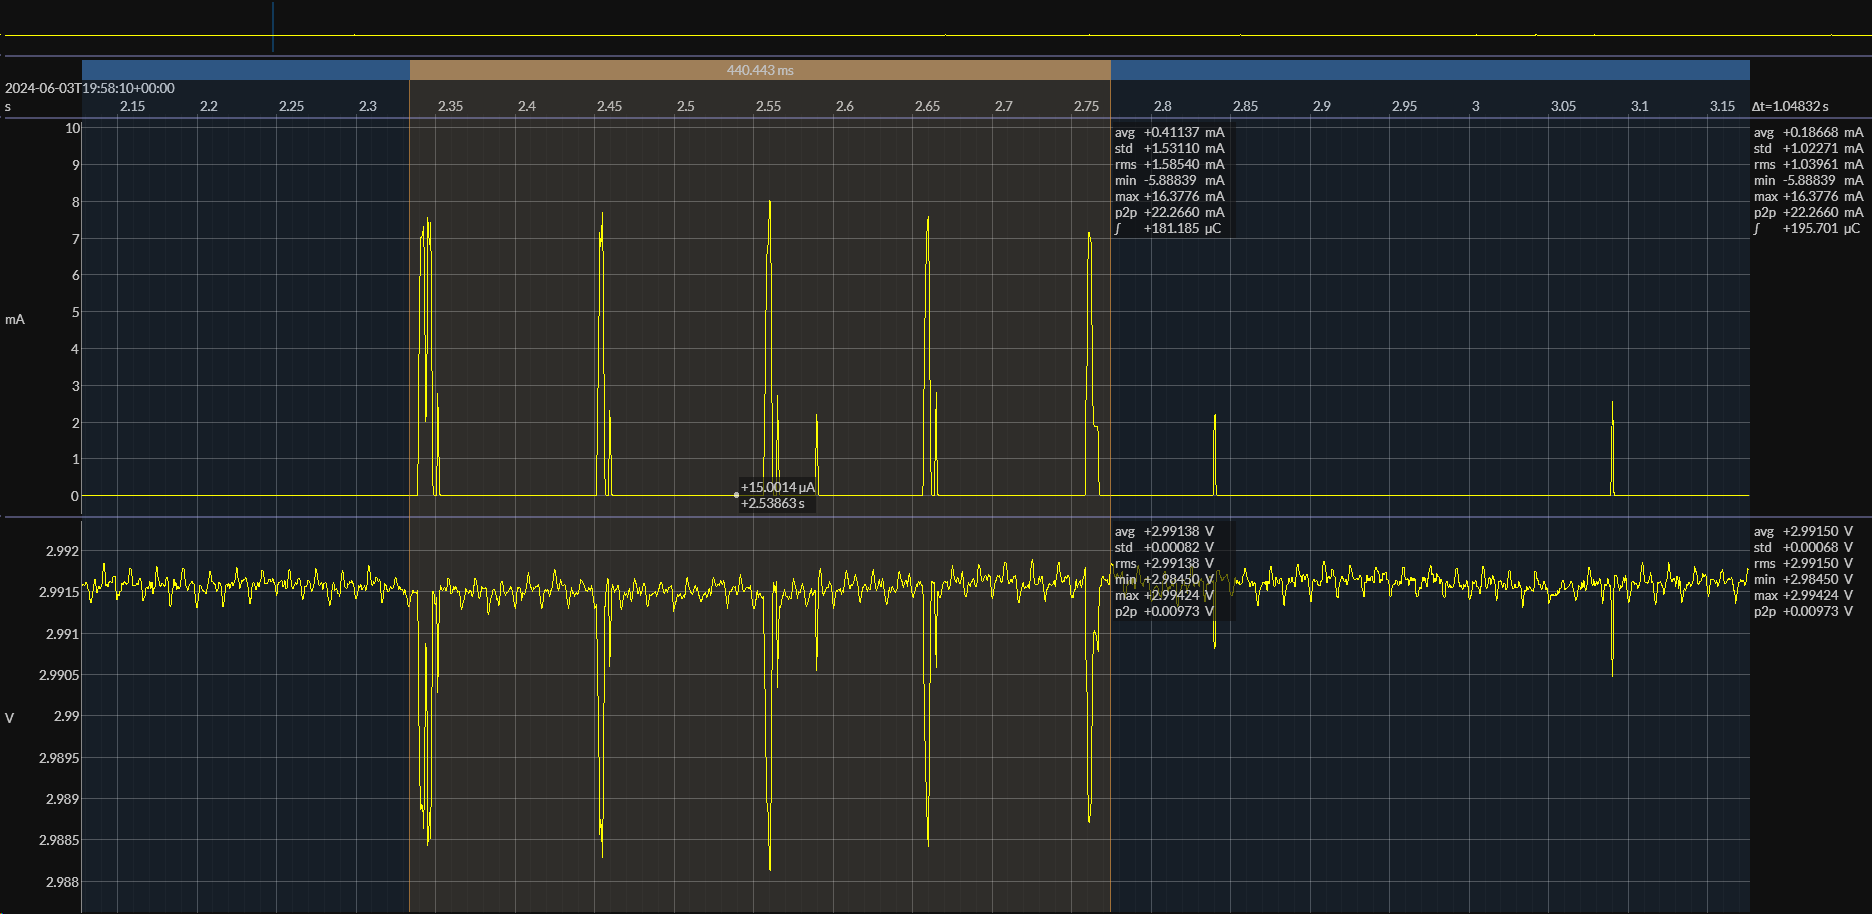 440.443 ms
2024-06-03T19:58:10+00:00
s 2.15 2.2 2.25 2.3 2.35 2.4 2.45 2.5 2.55 2.6 2.65 2.7 2.75 2.8 2.85 2.9 2.95 3 3.05 3.1 3.15 Δt=1.04832 s
10
9
8
7
6
5
4
3
2
1
0
mA
+15.0014 µA
+2.53863 s
avg +0.41137 mA
std +1.53110 mA
rms +1.58540 mA
min -5.88839 mA
max +16.3776 mA
p2p +22.2660 mA
∫ +181.185 µC
avg +0.18668 mA
std +1.02271 mA
rms +1.03961 mA
min -5.88839 mA
max +16.3776 mA
p2p +22.2660 mA
∫ +195.701 µC
2.992
2.9915
2.991
2.9905
2.99
2.9895
2.989
2.9885
2.988
V
avg +2.99138 V
std +0.00082 V
rms +2.99138 V
min +2.98450 V
max +2.99424 V
p2p +0.00973 V
avg +2.99150 V
std +0.00068 V
rms +2.99150 V
min +2.98450 V
max +2.99424 V
p2p +0.00973 V